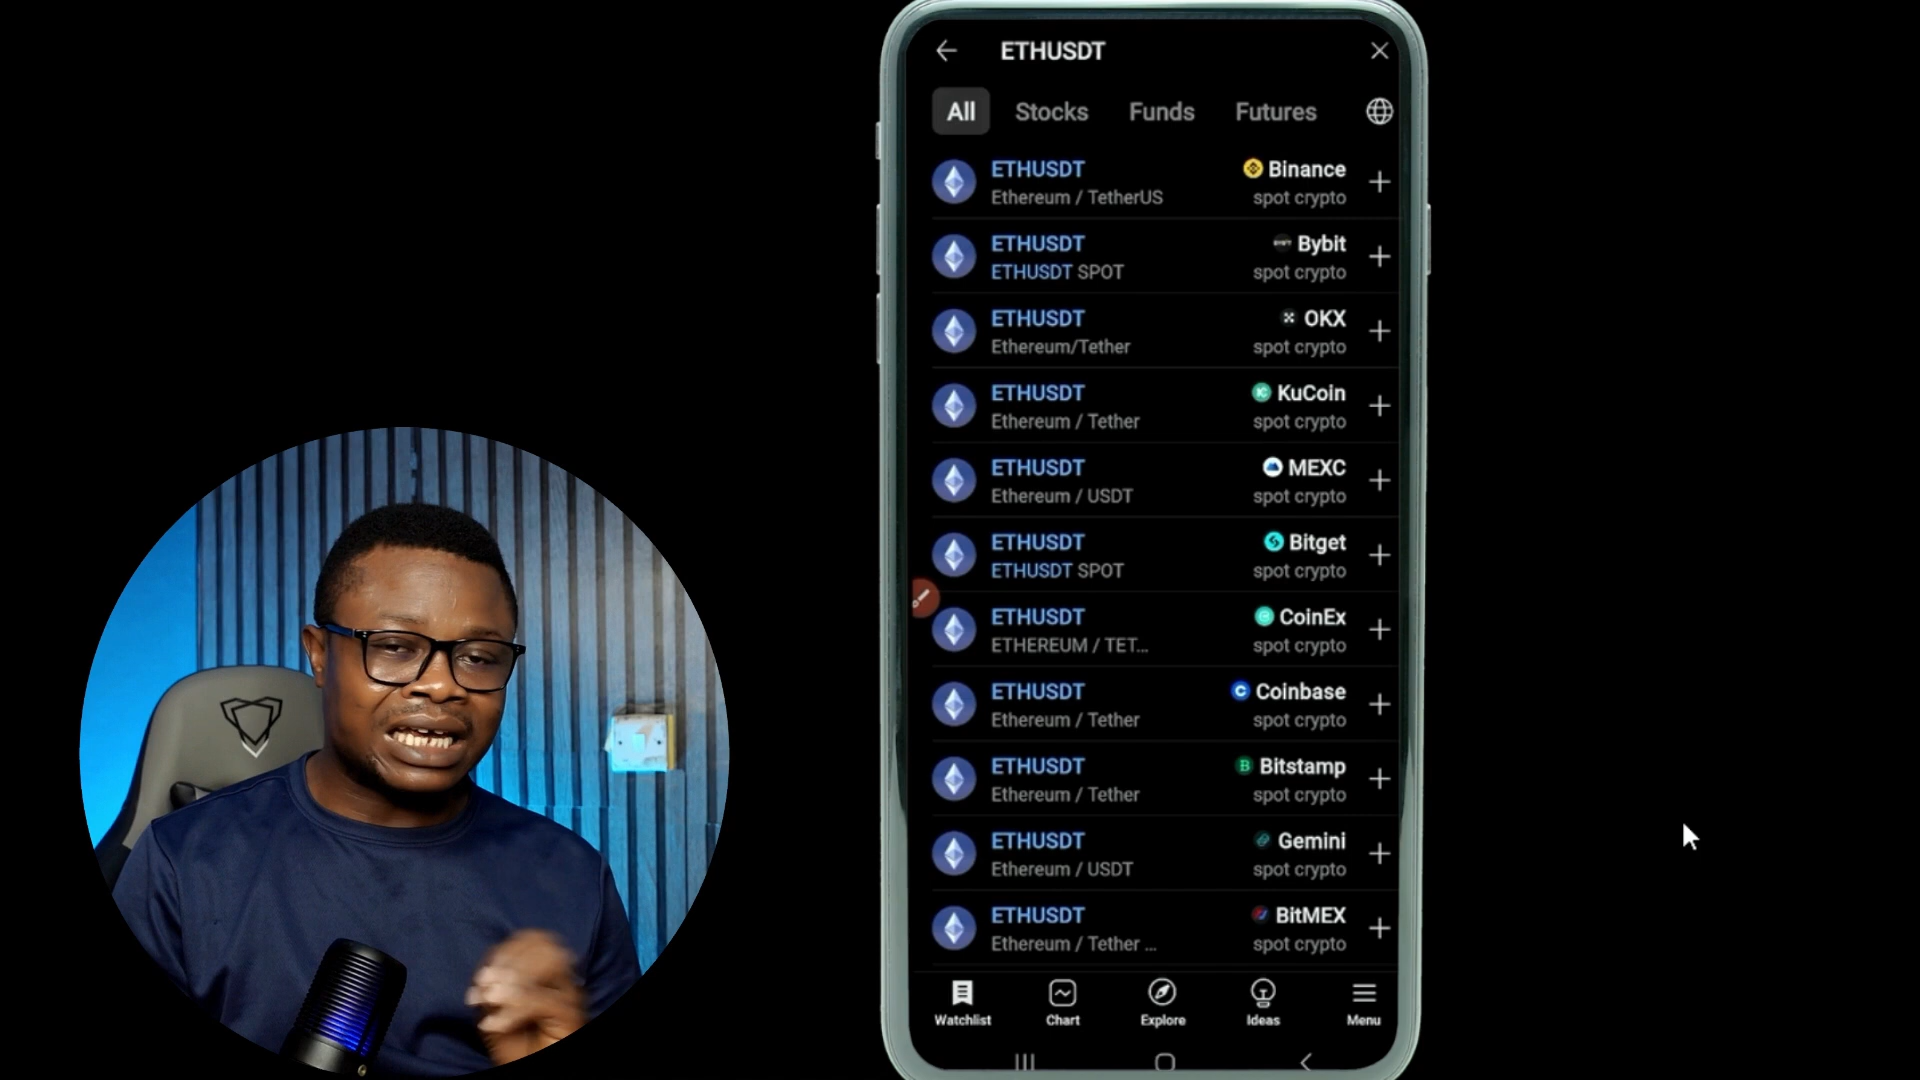 ETHUSDT
All Stocks Funds Futures
ETHUSDT Binance
Ethereum / TetherUS spot crypto
ETHUSDT Bybit
ETHUSDT SPOT spot crypto
ETHUSDT OKX
Ethereum/Tether spot crypto
ETHUSDT KuCoin
Ethereum / Tether spot crypto
ETHUSDT MEXC
Ethereum / USDT spot crypto
ETHUSDT Bitget
ETHUSDT SPOT spot crypto
ETHUSDT CoinEx
ETHEREUM / TET... spot crypto
ETHUSDT Coinbase
Ethereum / Tether spot crypto
ETHUSDT Bitstamp
Ethereum / Tether spot crypto
ETHUSDT Gemini
Ethereum / USDT spot crypto
ETHUSDT BitMEX
Ethereum / Tether ... spot crypto
Watchlist Chart Explore Ideas Menu